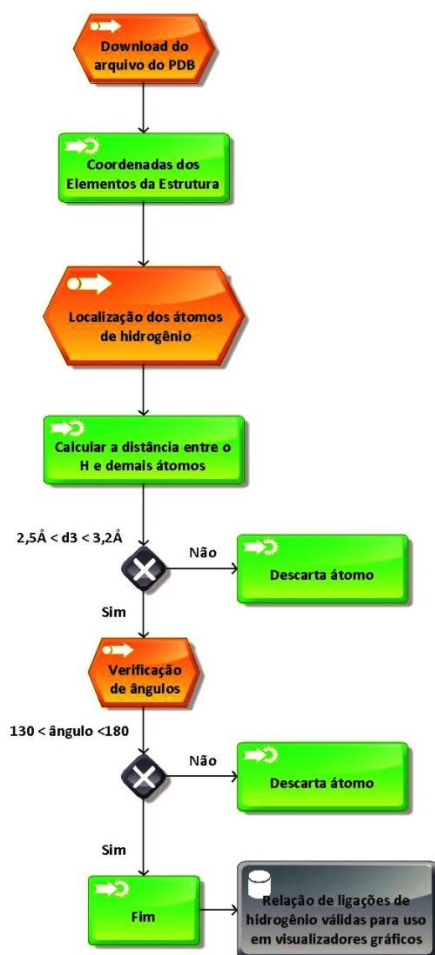 Download do
arquivo do PDB
Coordenadas dos
Elementos da Estrutura
Localização dos átomos
de hidrogênio
Calcular a distância entre o
H e demais átomos
2,5Å < d3 < 3,2Å
Não
Descarta átomo
Sim
Verificação
de ângulos
130 < ângulo <180
Não
Descarta átomo
Sim
Fim
Relação de ligações de
hidrogênio válidas para uso
em visualizadores gráficos